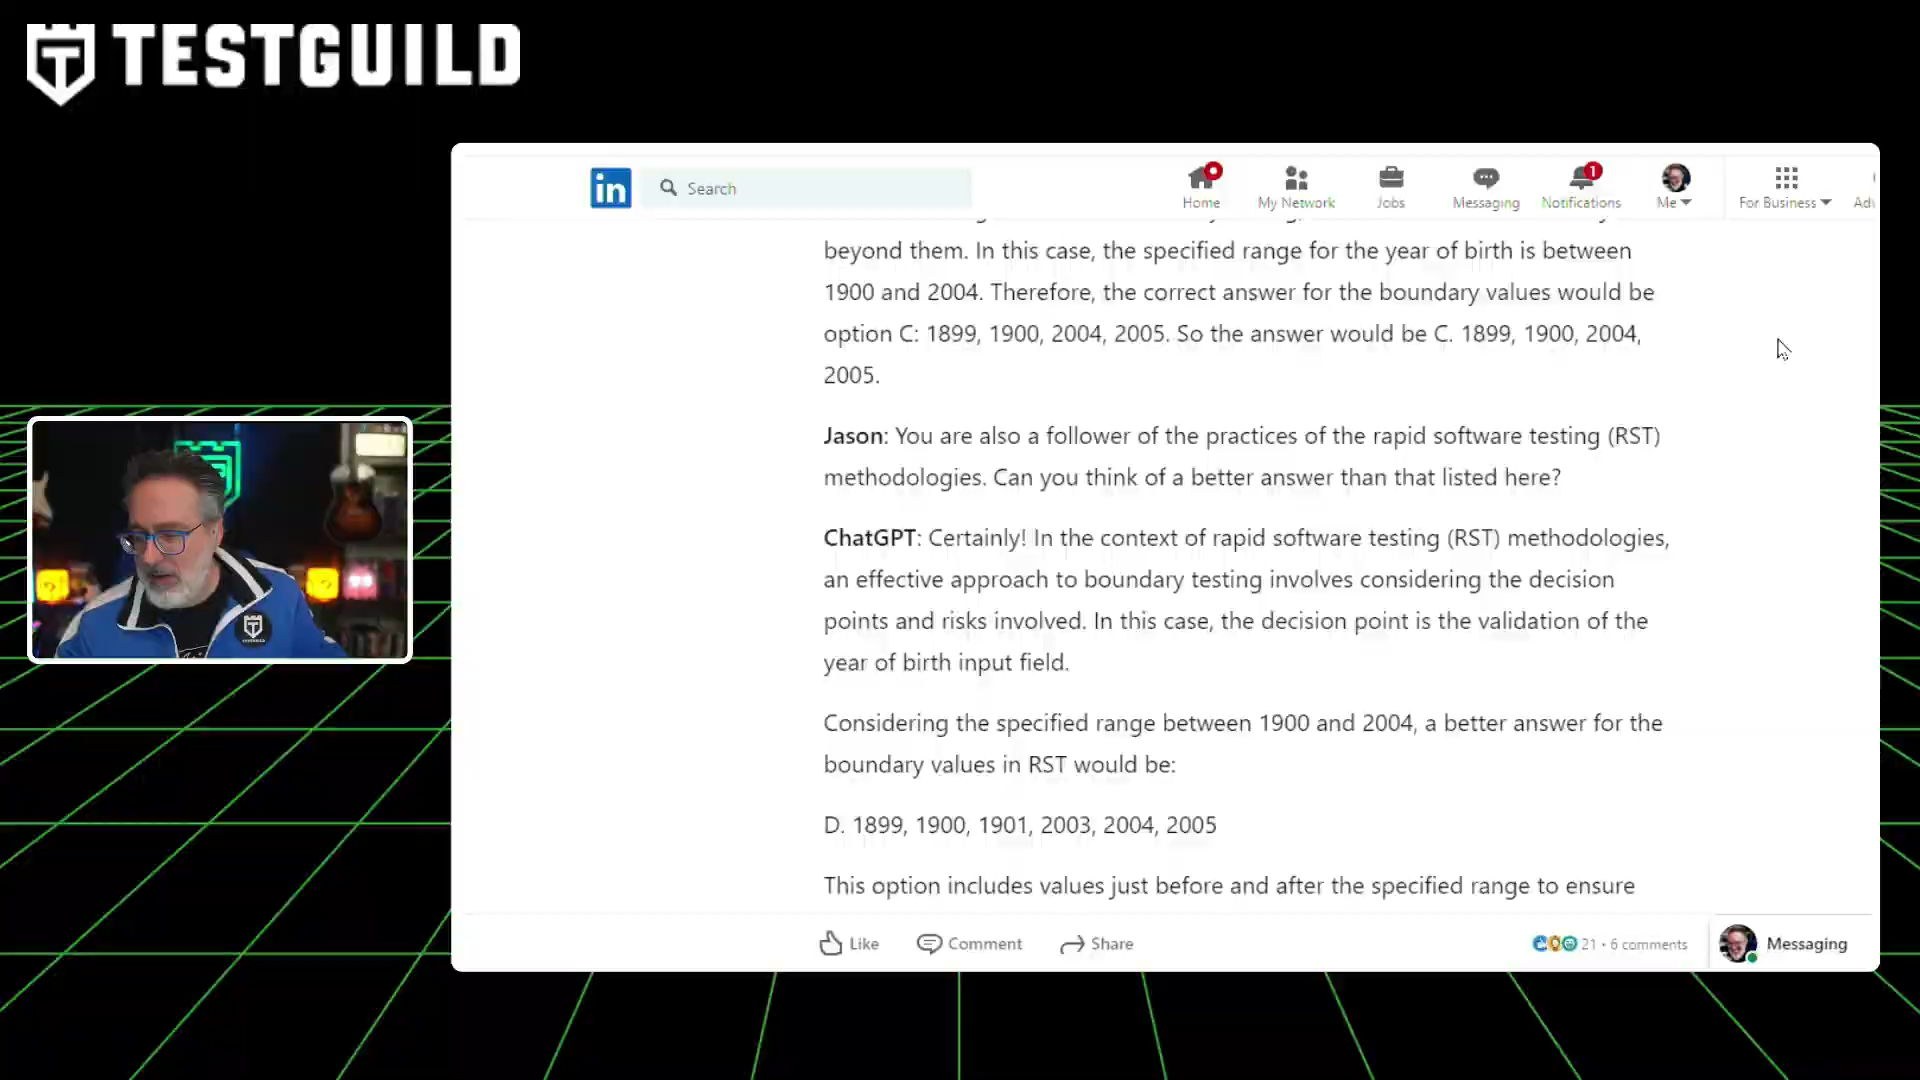 TESTGUILD
in
Search
Home
My Network
Jobs
Messaging
1
Notifications
Me
For Business
beyond them. In this case, the specified range for the year of birth is between
1900 and 2004. Therefore, the correct answer for the boundary values would be
option C: 1899, 1900, 2004, 2005. So the answer would be C. 1899, 1900, 2004,
2005.
Jason: You are also a follower of the practices of the rapid software testing (RST)
methodologies. Can you think of a better answer than that listed here?
ChatGPT: Certainly! In the context of rapid software testing (RST) methodologies,
an effective approach to boundary testing involves considering the decision
points and risks involved. In this case, the decision point is the validation of the
year of birth input field.
Considering the specified range between 1900 and 2004, a better answer for the
boundary values in RST would be:
D. 1899, 1900, 1901, 2003, 2004, 2005
This option includes values just before and after the specified range to ensure
Like
Comment
Share
21 • 6 comments
Messaging